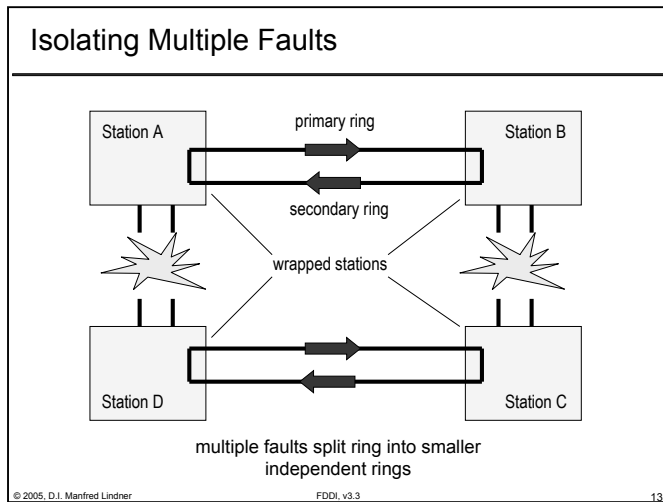 Isolating Multiple Faults
Station A
primary ring
Station B
secondary ring
wrapped stations
Station D
Station C
multiple faults split ring into smaller
independent rings
© 2005, D.I. Manfred Lindner
FDDI, v3.3
13